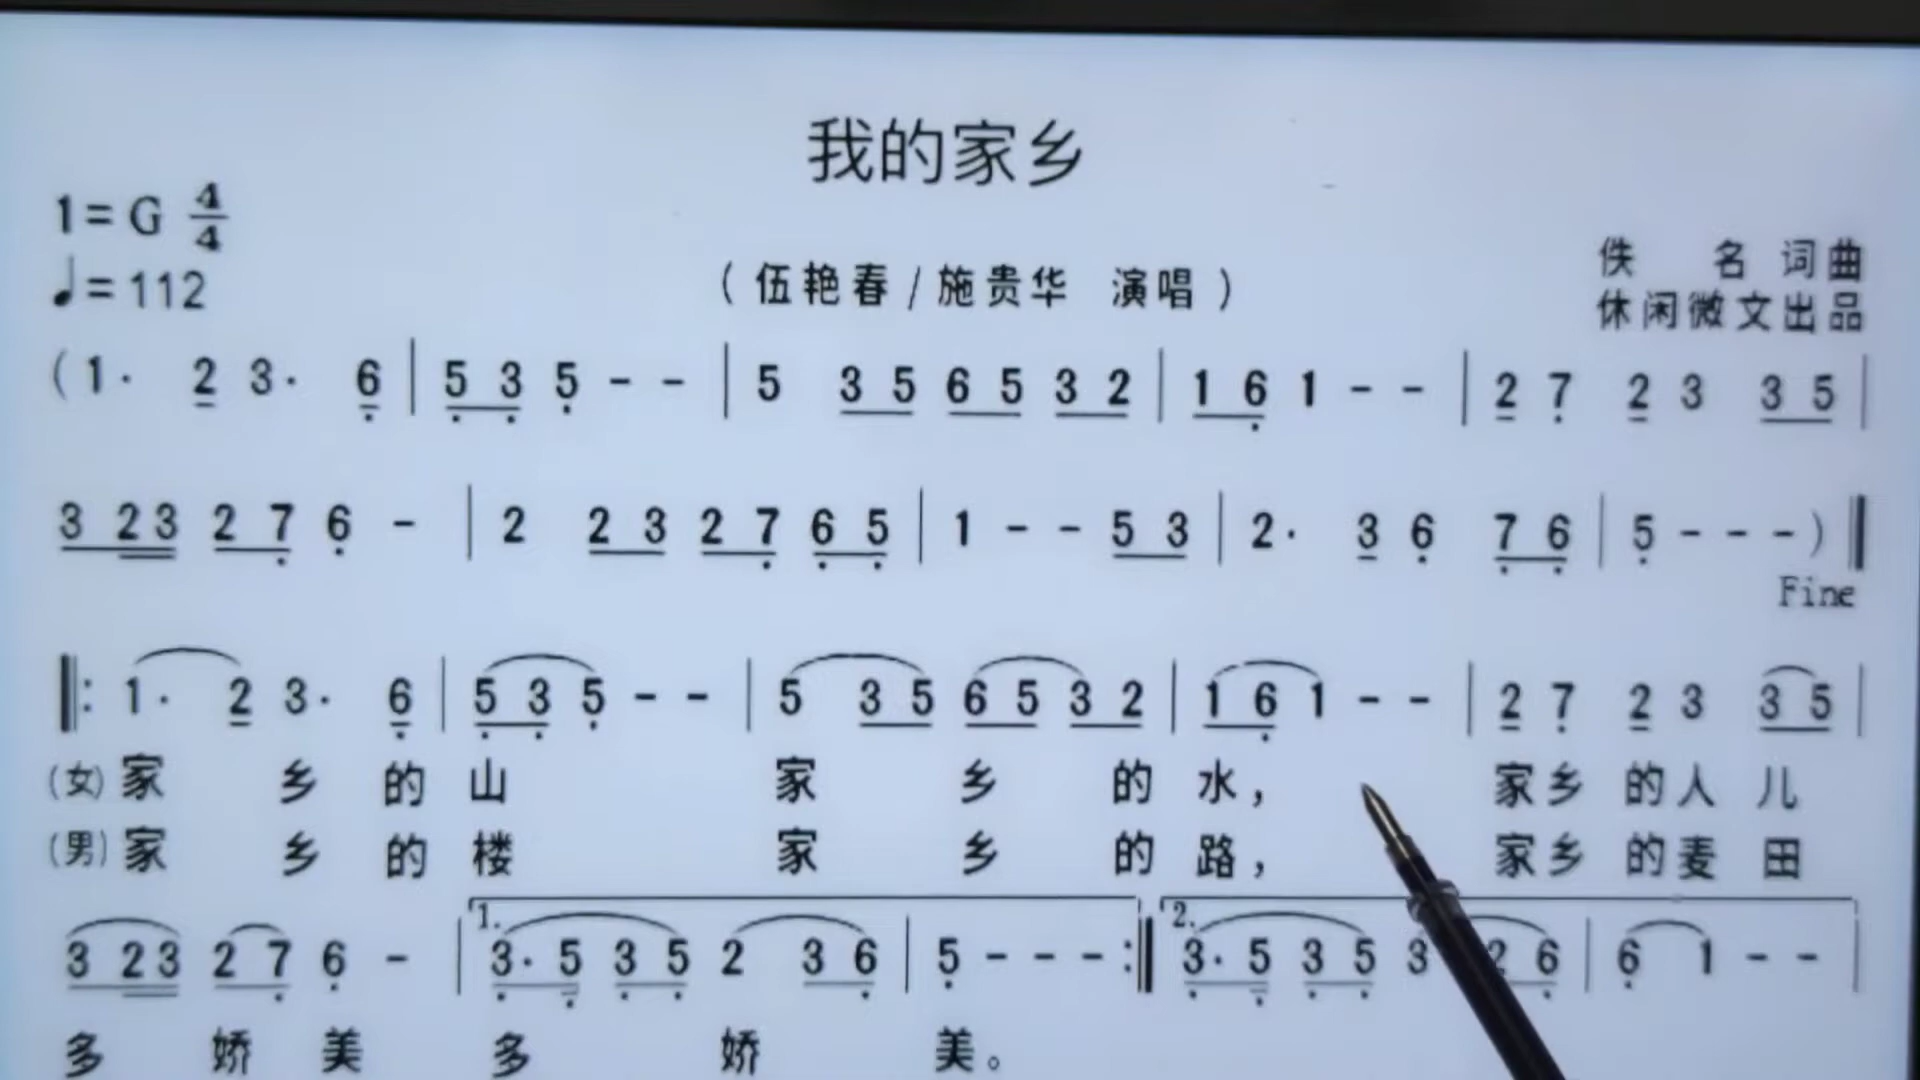 我的家乡
1=G 4/4
♩=112
(伍艳春/施贵华 演唱)
佚 名 词曲
休闲微文出品
(1· 2 3· 6 | 5 3 5 - - | 5 3 5 6 5 3 2 | 1 6 1 - - | 2 7 2 3 3 5 |
3 2 3 2 7 6 - | 2 2 3 2 7 6 5 | 1 - - 5 3 | 2· 3 6 7 6 | 5 - - -) ‖
Fine
‖: 1· 2 3· 6 | 5 3 5 - - | 5 3 5 6 5 3 2 | 1 6 1 - - | 2 7 2 3 3 5 |
(女)家 乡 的 山 家 乡 的 水, 家乡 的人 儿
(男)家 乡 的 楼 家 乡 的 路, 家乡 的麦 田
3 2 3 2 7 6 - | 1. 3· 5 3 5 2 3 6 | 5 - - - :‖ 2. 3· 5 3 5 3 2 6 | 6 1 - - |
多 娇 美 多 娇 美。